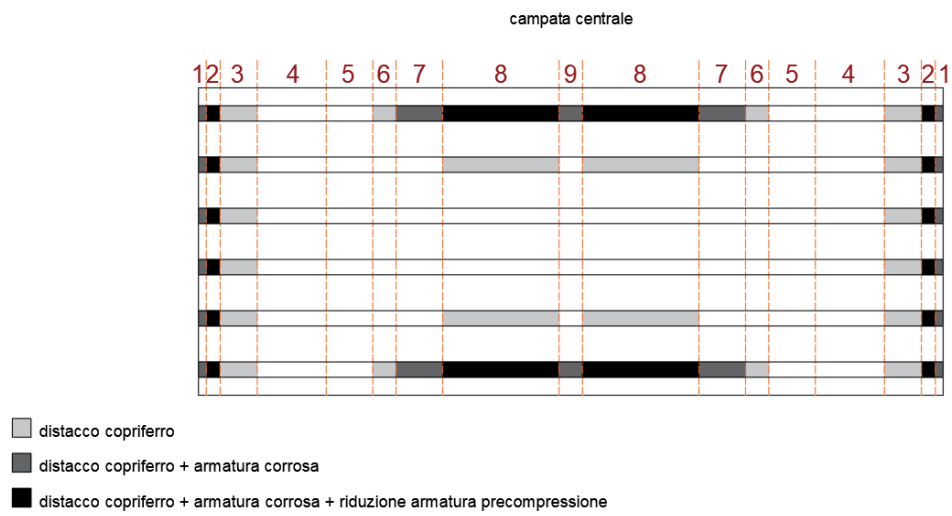 campata centrale
1 2 3 4 5 6 7 8 9 8 7 6 5 4 3 2 1
distacco copriferro
distacco copriferro + armatura corrosa
distacco copriferro + armatura corrosa + riduzione armatura precompressione